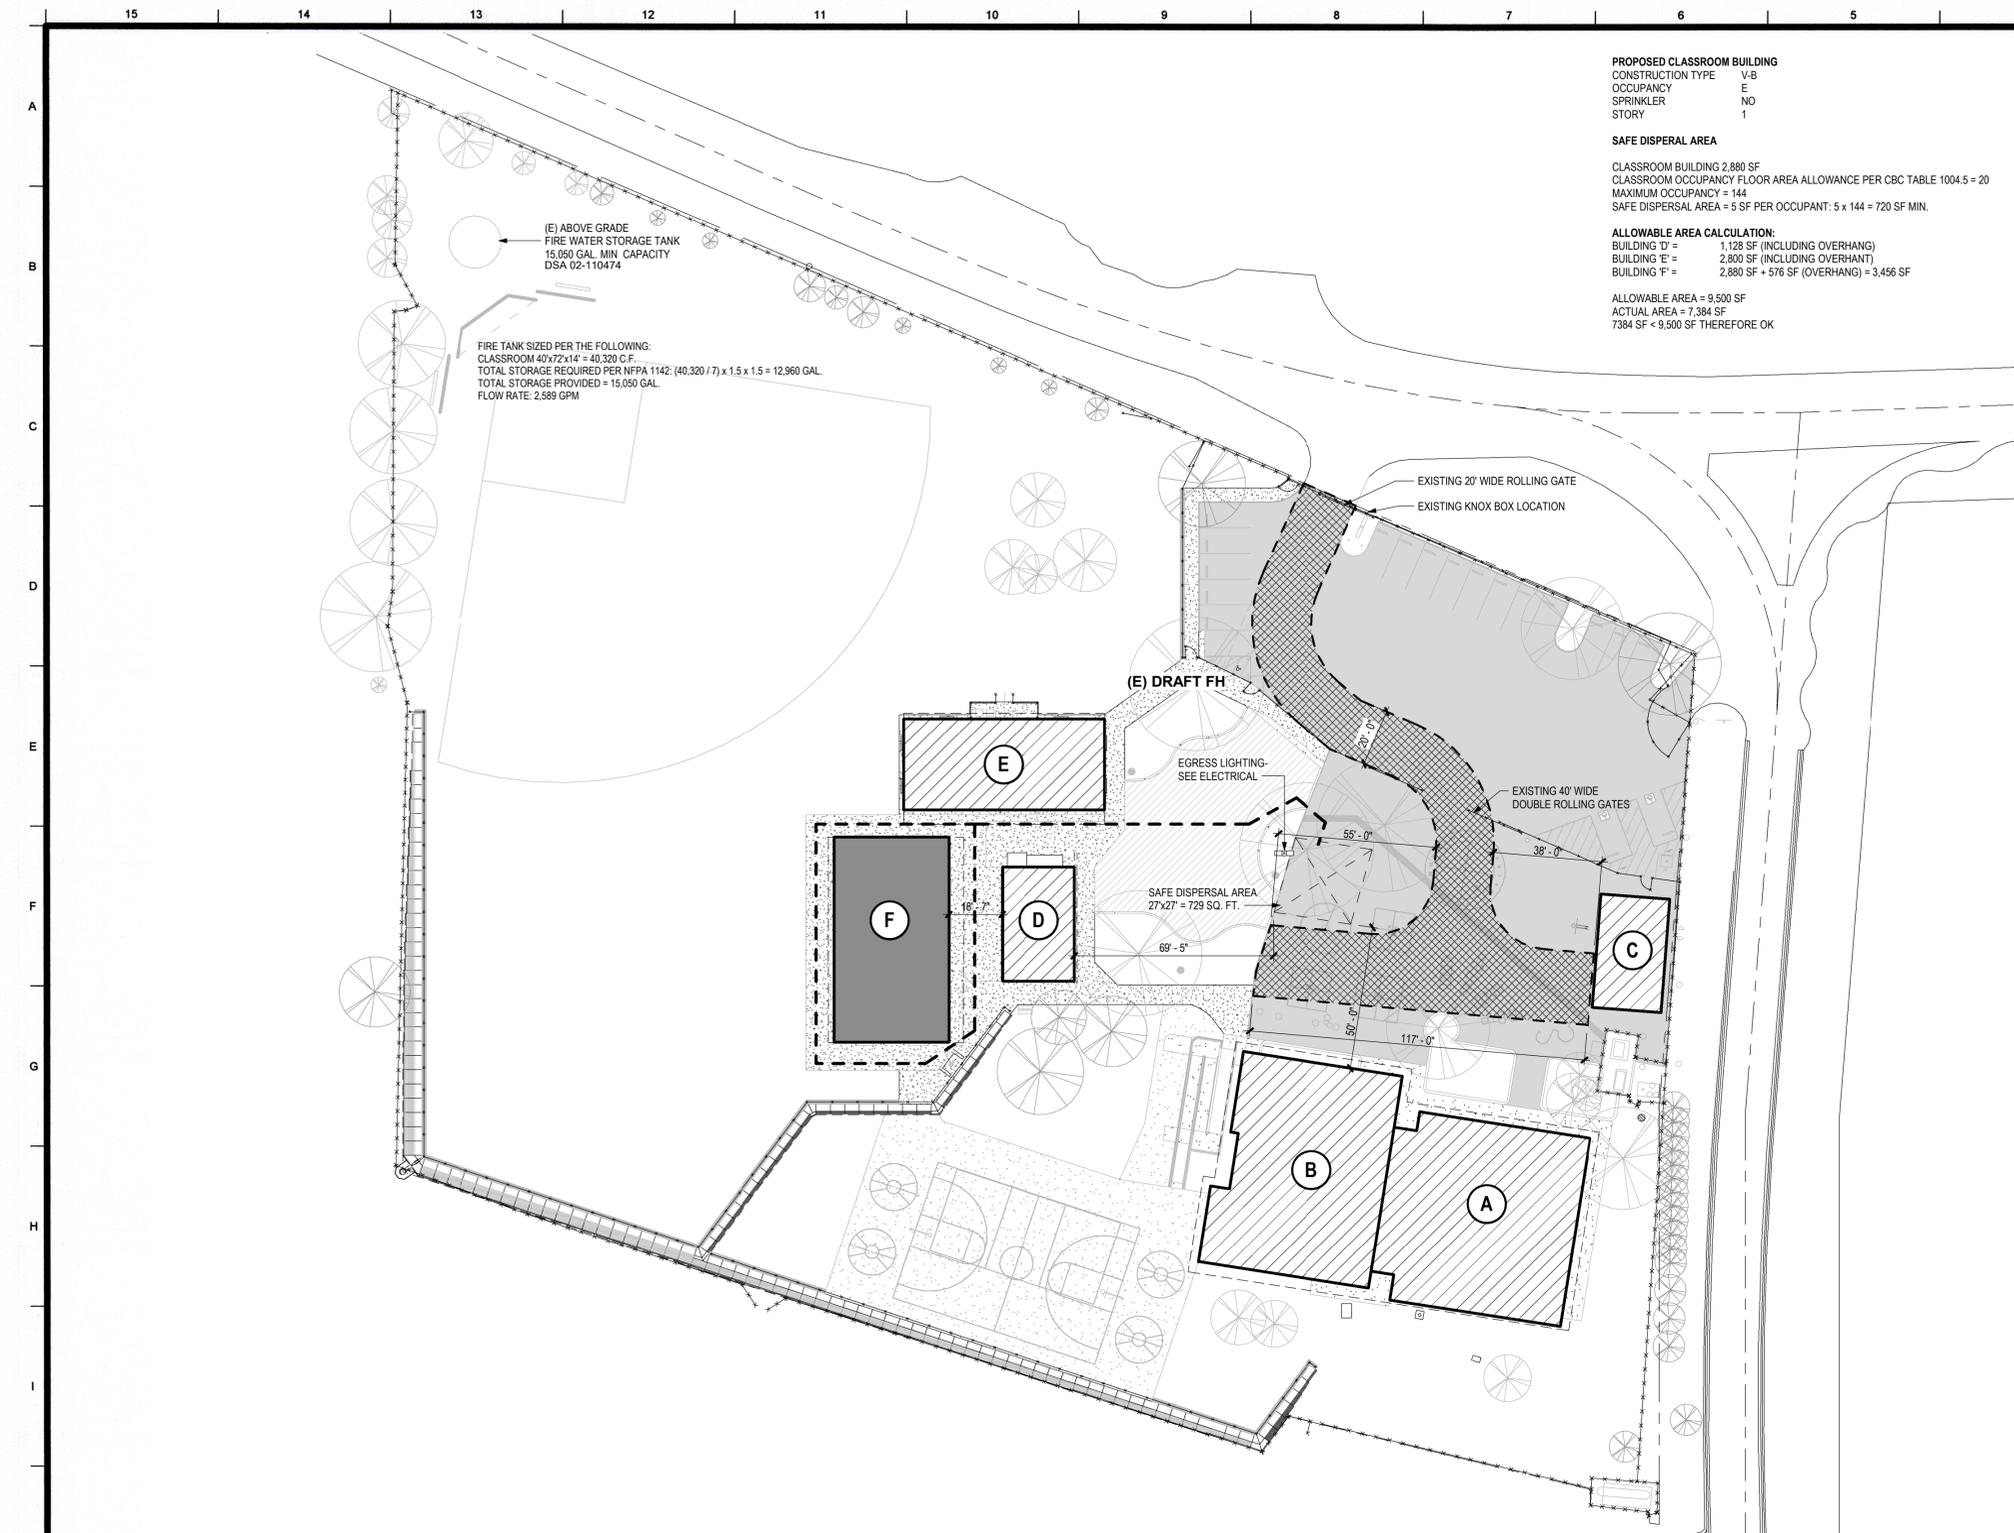 15 14 13 12 11 10 9 8 7 6 5
A
B
C
D
E
F
G
H
I
PROPOSED CLASSROOM BUILDING
CONSTRUCTION TYPE V-B
OCCUPANCY E
SPRINKLER NO
STORY 1
SAFE DISPERAL AREA
CLASSROOM BUILDING 2,880 SF
CLASSROOM OCCUPANCY FLOOR AREA ALLOWANCE PER CBC TABLE 1004.5 = 20
MAXIMUM OCCUPANCY = 144
SAFE DISPERSAL AREA = 5 SF PER OCCUPANT: 5 x 144 = 720 SF MIN.
ALLOWABLE AREA CALCULATION:
BUILDING 'D' = 1,128 SF (INCLUDING OVERHANG)
BUILDING 'E' = 2,800 SF (INCLUDING OVERHANT)
BUILDING 'F' = 2,880 SF + 576 SF (OVERHANG) = 3,456 SF
ALLOWABLE AREA = 9,500 SF
ACTUAL AREA = 7,384 SF
7384 SF < 9,500 SF THEREFORE OK
(E) ABOVE GRADE
FIRE WATER STORAGE TANK
15,050 GAL. MIN CAPACITY
DSA 02-110474
FIRE TANK SIZED PER THE FOLLOWING:
CLASSROOM 40'x72'x14' = 40,320 C.F.
TOTAL STORAGE REQUIRED PER NFPA 1142: (40,320 / 7) x 1.5 x 1.5 = 12,960 GAL.
TOTAL STORAGE PROVIDED = 15,050 GAL.
FLOW RATE: 2,589 GPM
EXISTING 20' WIDE ROLLING GATE
EXISTING KNOX BOX LOCATION
(E) DRAFT FH
20' - 0"
E
EGRESS LIGHTING-
SEE ELECTRICAL
EXISTING 40' WIDE
DOUBLE ROLLING GATES
55' - 0"
38' - 0"
SAFE DISPERSAL AREA
27'x27' = 729 SQ. FT.
F
16' - 7"
D
69' - 5"
C
50' - 0"
117' - 0"
B
A